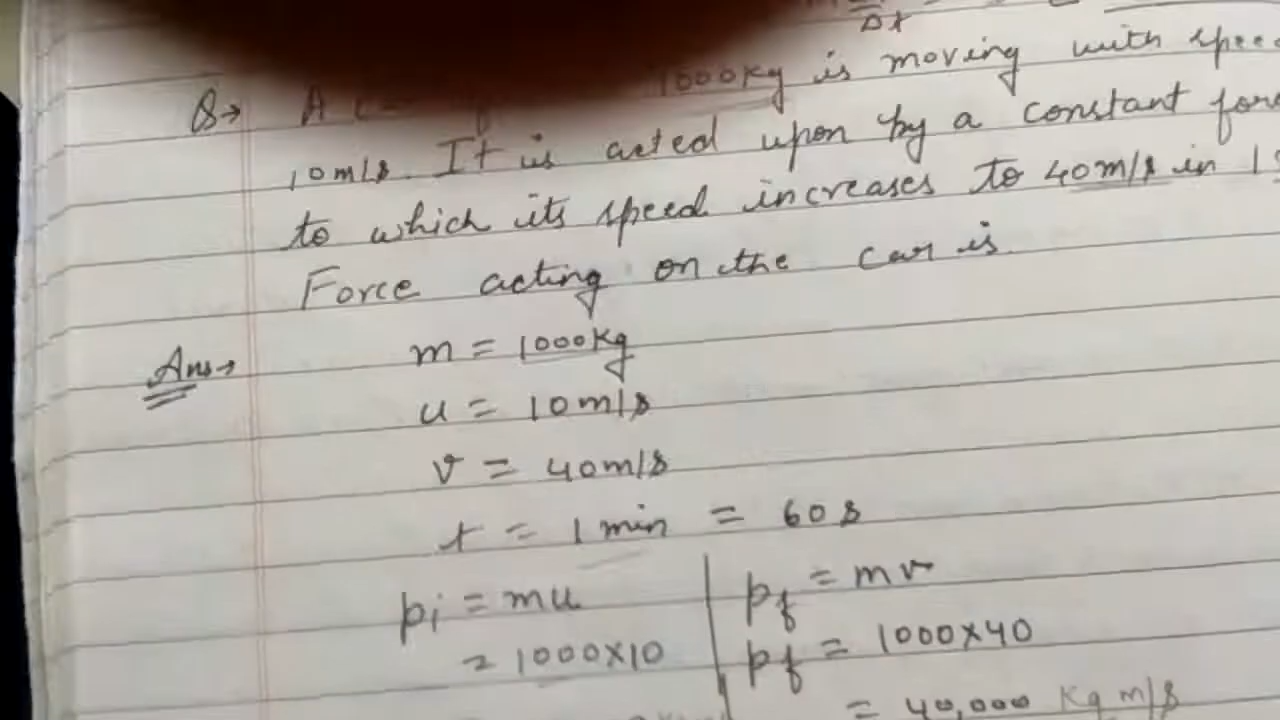 Δt
Q→ A 1000kg is moving with spee
10m/s. It is acted upon by a constant for
to which its speed increases to 40m/s in 1
Force acting on the car is
Ans→ m = 1000kg
u = 10m/s
v = 40m/s
t = 1 min = 60s
pi = mu | pf = mv
= 1000×10 | pf = 1000×40
= 40,000 kg m/s